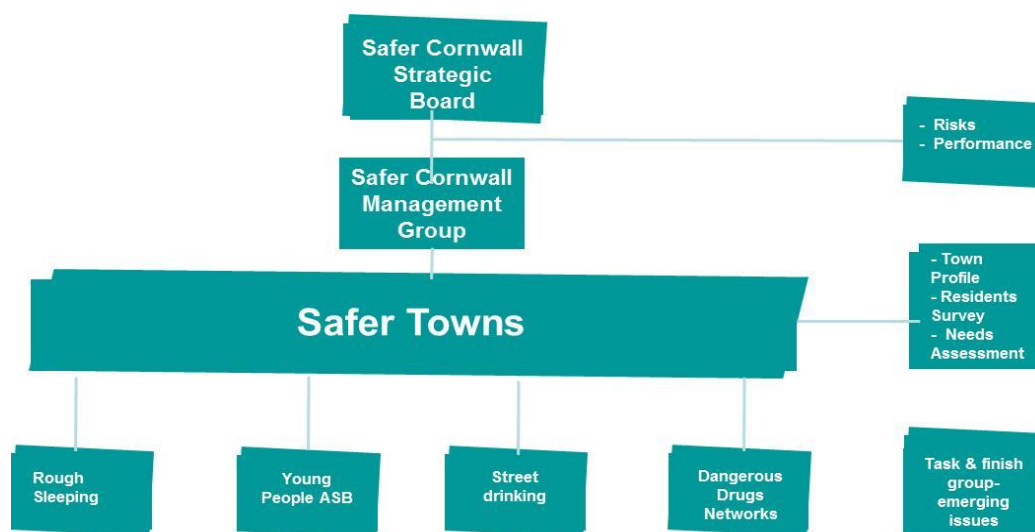 Safer Cornwall
Strategic
Board
- Risks
- Performance
Safer Cornwall
Management
Group
- Town
Profile
- Residents
Survey
- Needs
Assessment
Safer Towns
Rough
Sleeping
Young
People ASB
Street
drinking
Dangerous
Drugs
Networks
Task & finish
group-
emerging
issues